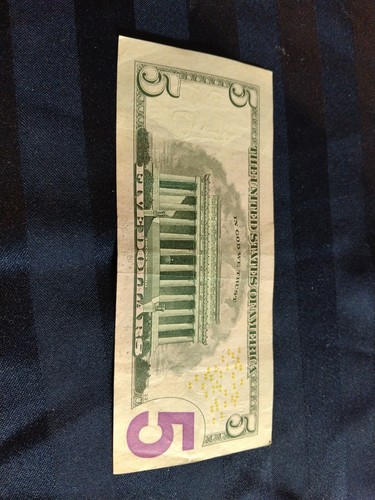 5 5
THE UNITED STATES OF AMERICA
IN GOD WE TRUST
FIVE DOLLARS
5 5